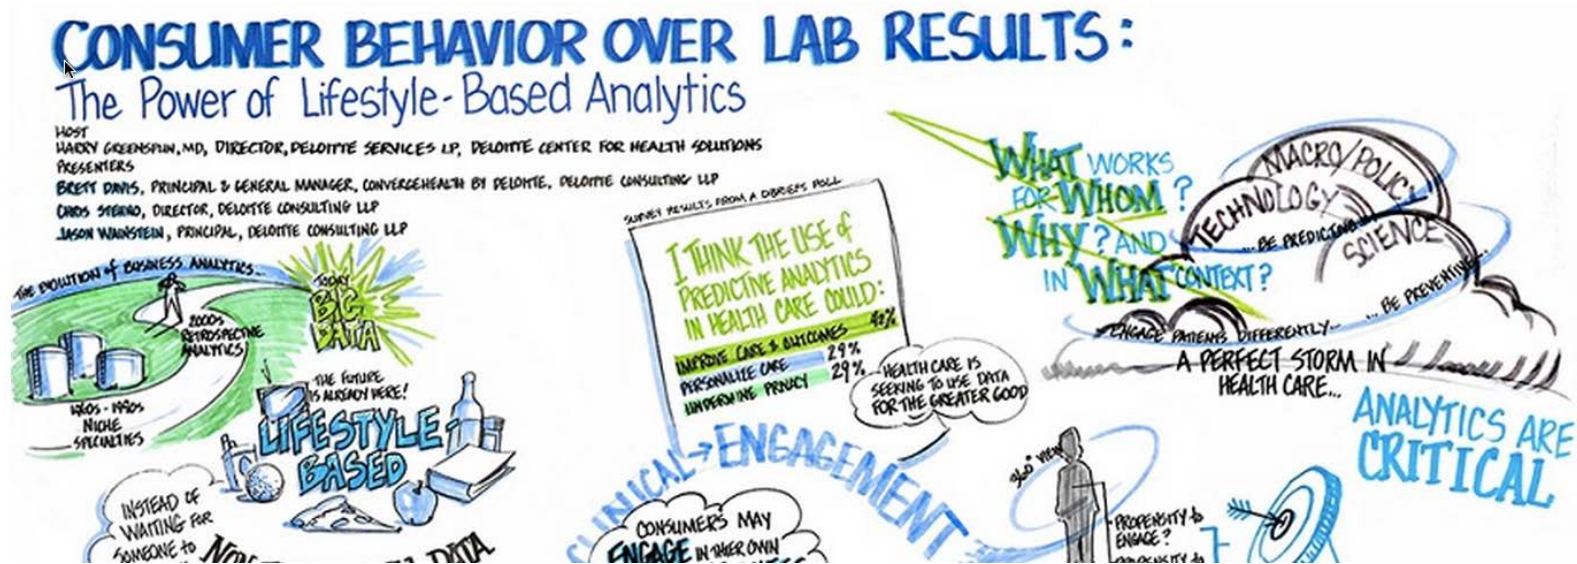 CONSUMER BEHAVIOR OVER LAB RESULTS:
The Power of Lifestyle-Based Analytics
HOST
HARRY GREENSPUN, MD, DIRECTOR, DELOITTE SERVICES LP, DELOITTE CENTER FOR HEALTH SOLUTIONS
PRESENTERS
BRETT DAVIS, PRINCIPAL & GENERAL MANAGER, CONVERGEHEALTH BY DELOITTE, DELOITTE CONSULTING LLP
CHRIS STEHNO, DIRECTOR, DELOITTE CONSULTING LLP
JASON WAINSTEIN, PRINCIPAL, DELOITTE CONSULTING LLP
THE EVOLUTION of BUSINESS ANALYTICS...
2000s
RETROSPECTIVE
ANALYTICS
TODAY
BIG
DATA
1980s - 1990s
NICHE
SPECIALTIES
THE FUTURE
IS ALREADY HERE!
LIFESTYLE
BASED
INSTEAD OF
WAITING FOR
SOMEONE to
DATA
SURVEY RESULTS FROM A DBRIEFS POLL
I THINK THE USE of
PREDICTIVE ANALYTICS
IN HEALTH CARE COULD:
IMPROVE CARE & OUTCOMES
PERSONALIZE CARE 29%
UNDERMINE PRIVACY 29%
HEALTH CARE IS
SEEKING TO USE DATA
FOR THE GREATER GOOD
CLINICAL → ENGAGEMENT
CONSUMERS MAY
ENGAGE IN THEIR OWN
WHAT WORKS
FOR WHOM?
WHY? AND
IN WHAT CONTEXT?
MACRO/POLICY
TECHNOLOGY
...BE PREDICTING...
SCIENCE
...BE PREVENTIVE...
ENGAGE PATIENTS DIFFERENTLY...
A PERFECT STORM IN
HEALTH CARE...
ANALYTICS ARE
CRITICAL
360° VIEW
PROPENSITY to
ENGAGE?
PROPENSITY to